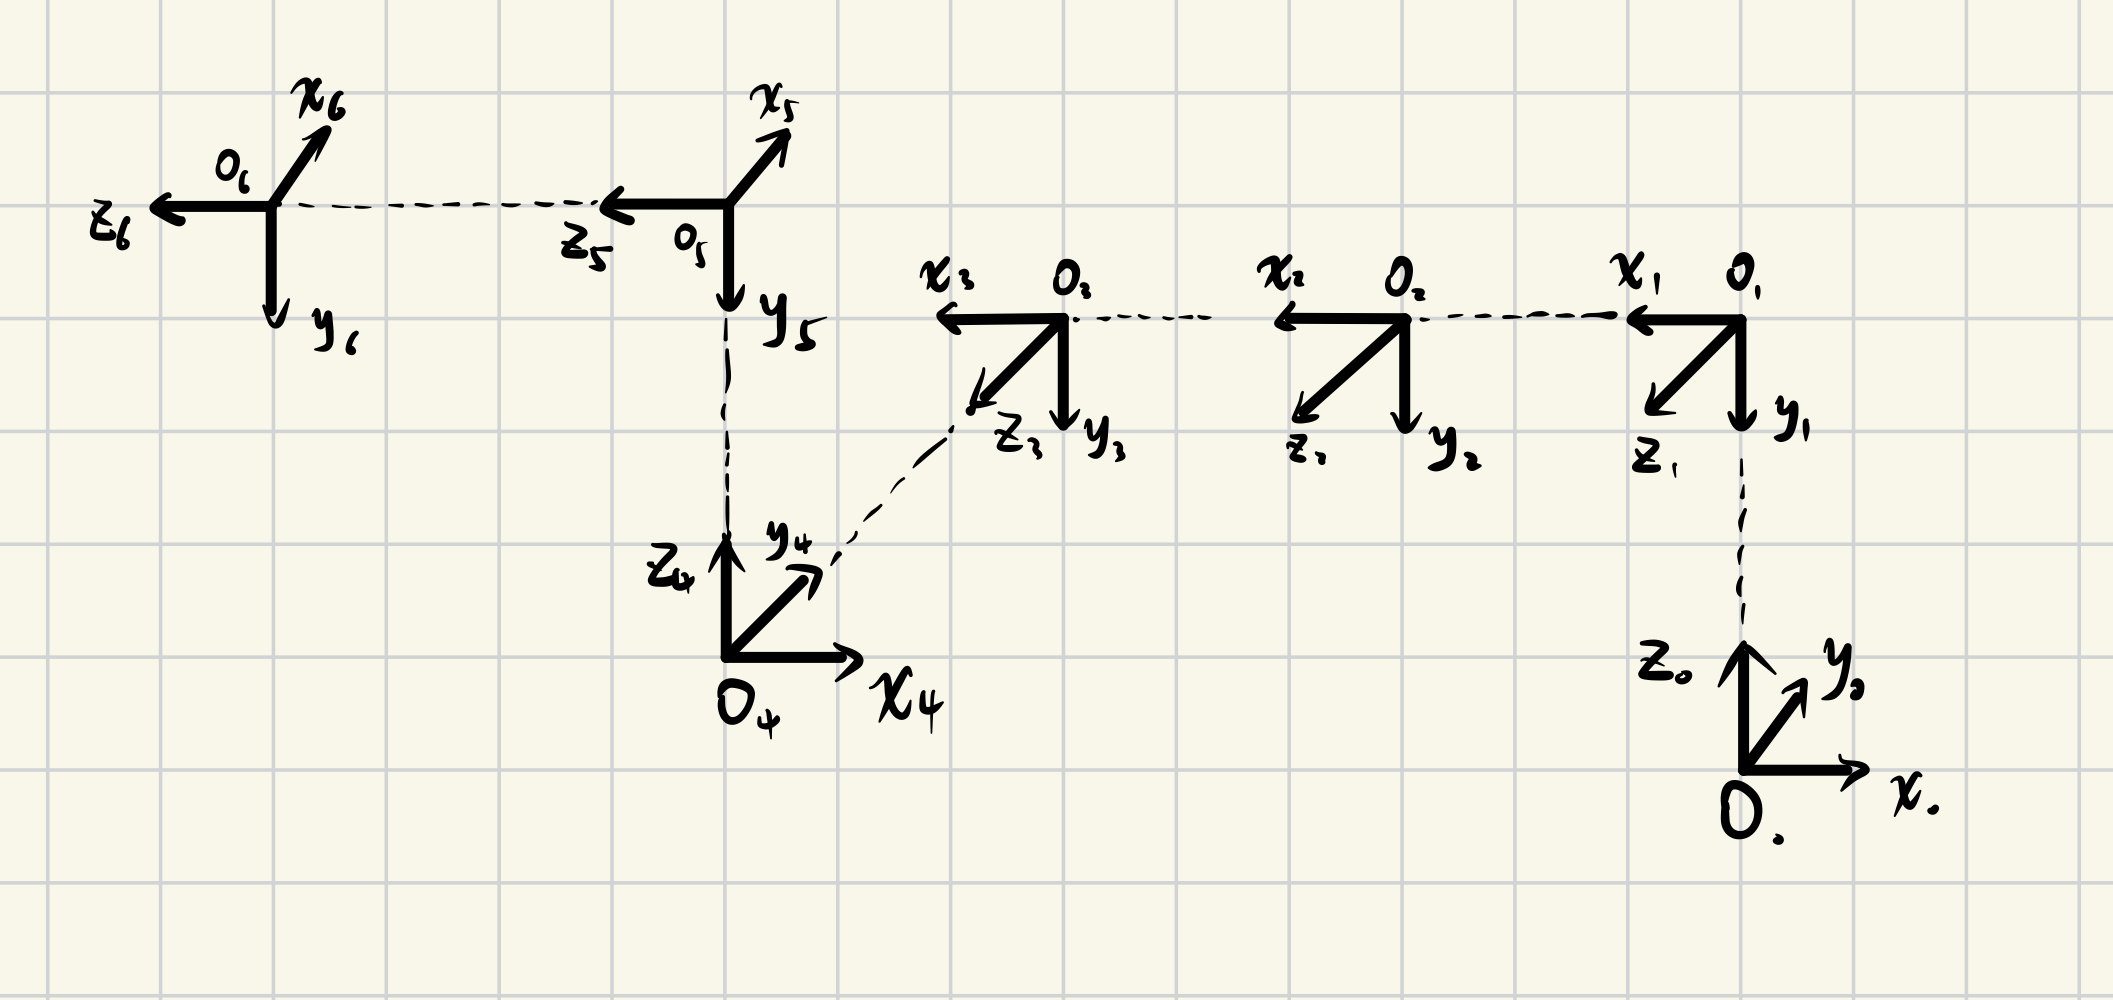 x₆
O₆
z₆
y₆
x₅
z₅
O₅
y₅
x₃
O₃
z₃
y₃
x₂
O₂
z₂
y₂
x₁
O₁
z₁
y₁
z₄
y₄
O₄
x₄
z₀
y₀
O₀
x₀